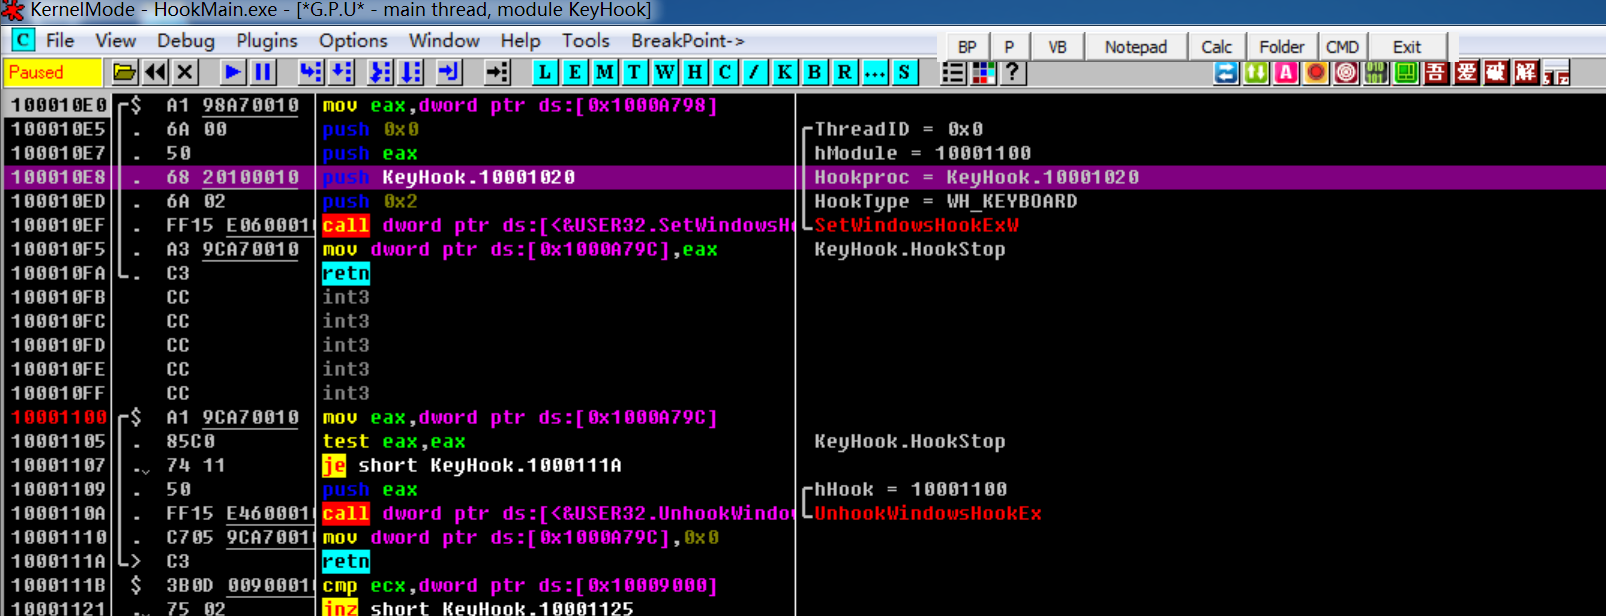 KernelMode - HookMain.exe - [*G.P.U* - main thread, module KeyHook]
C File View Debug Plugins Options Window Help Tools BreakPoint->
BP P VB Notepad Calc Folder CMD Exit
Paused L E M T W H C / K B R ... S ? A 吾 爱 破 解
100010E0 $ A1 98A70010 mov eax,dword ptr ds:[0x1000A798]
100010E5 . 6A 00 push 0x0 ThreadID = 0x0
100010E7 . 50 push eax hModule = 10001100
100010E8 . 68 20100010 push KeyHook.10001020 Hookproc = KeyHook.10001020
100010ED . 6A 02 push 0x2 HookType = WH_KEYBOARD
100010EF . FF15 E060001 call dword ptr ds:[<&USER32.SetWindowsH SetWindowsHookExW
100010F5 . A3 9CA70010 mov dword ptr ds:[0x1000A79C],eax KeyHook.HookStop
100010FA . C3 retn
100010FB CC int3
100010FC CC int3
100010FD CC int3
100010FE CC int3
100010FF CC int3
10001100 $ A1 9CA70010 mov eax,dword ptr ds:[0x1000A79C]
10001105 . 85C0 test eax,eax KeyHook.HookStop
10001107 . 74 11 je short KeyHook.1000111A
10001109 . 50 push eax hHook = 10001100
1000110A . FF15 E460001 call dword ptr ds:[<&USER32.UnhookWindo UnhookWindowsHookEx
10001110 . C705 9CA7001 mov dword ptr ds:[0x1000A79C],0x0
1000111A > C3 retn
1000111B $ 3B0D 0090001 cmp ecx,dword ptr ds:[0x10009000]
10001121 . 75 02 jnz short KeyHook.10001125